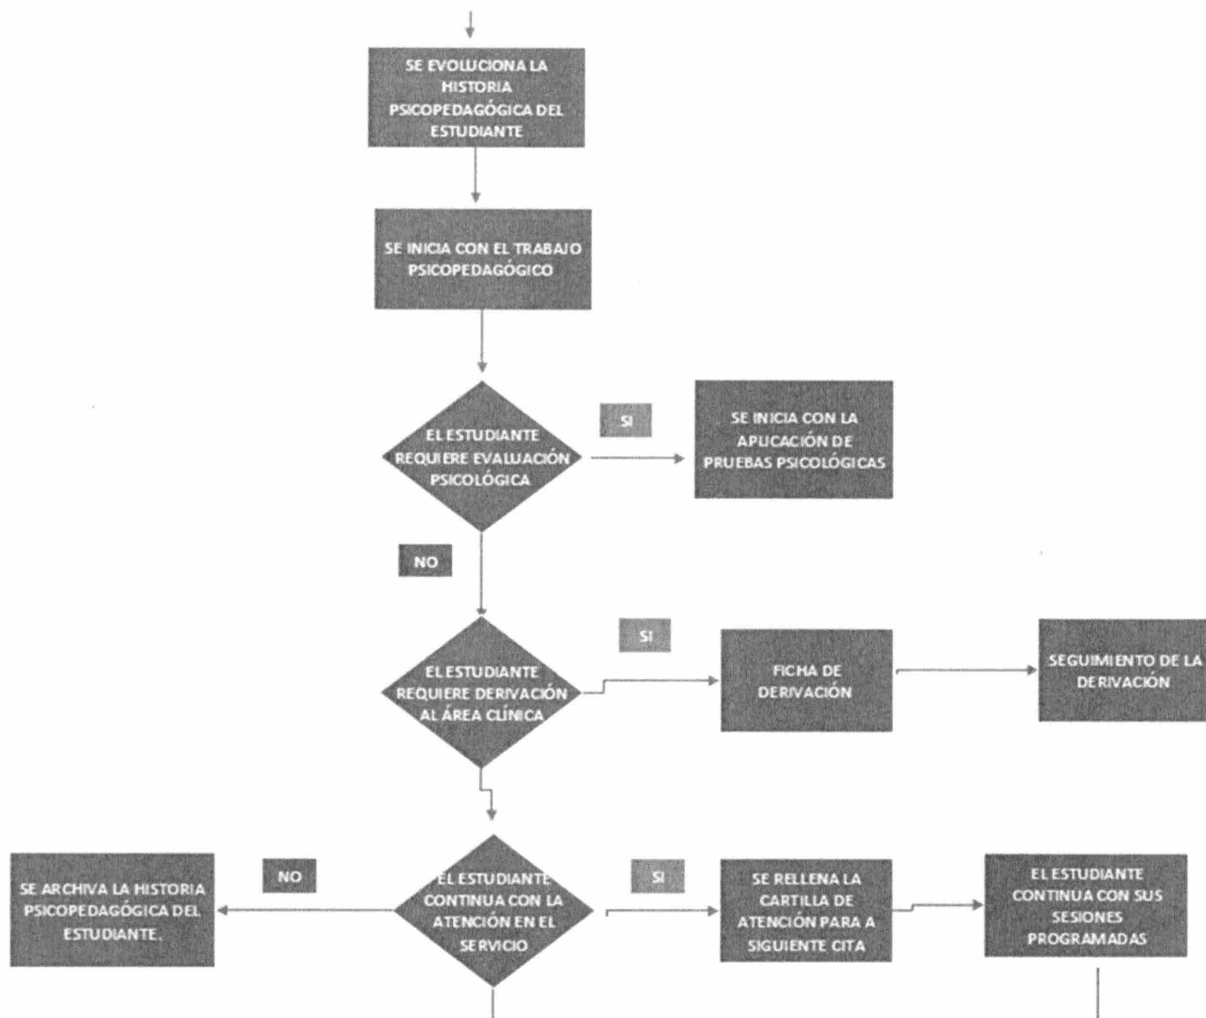 SE EVOLUCIONA LA
HISTORIA
PSICOPEDAGÓGICA DEL
ESTUDIANTE
SE INICIA CON EL TRABAJO
PSICOPEDAGÓGICO
EL ESTUDIANTE
REQUIERE EVALUACIÓN
PSICOLÓGICA
SI
SE INICIA CON LA
APLICACIÓN DE
PRUEBAS PSICOLÓGICAS
NO
EL ESTUDIANTE
REQUIERE DERIVACIÓN
AL ÁREA CLÍNICA
SI
FICHA DE
DERIVACIÓN
SEGUIMIENTO DE LA
DERIVACIÓN
SE ARCHIVA LA HISTORIA
PSICOPEDAGÓGICA DEL
ESTUDIANTE.
NO
EL ESTUDIANTE
CONTINUA CON LA
ATENCIÓN EN EL
SERVICIO
SI
SE RELLENA LA
CARTILLA DE
ATENCIÓN PARA A
SIGUIENTE CITA
EL ESTUDIANTE
CONTINUA CON SUS
SESIONES
PROGRAMADAS